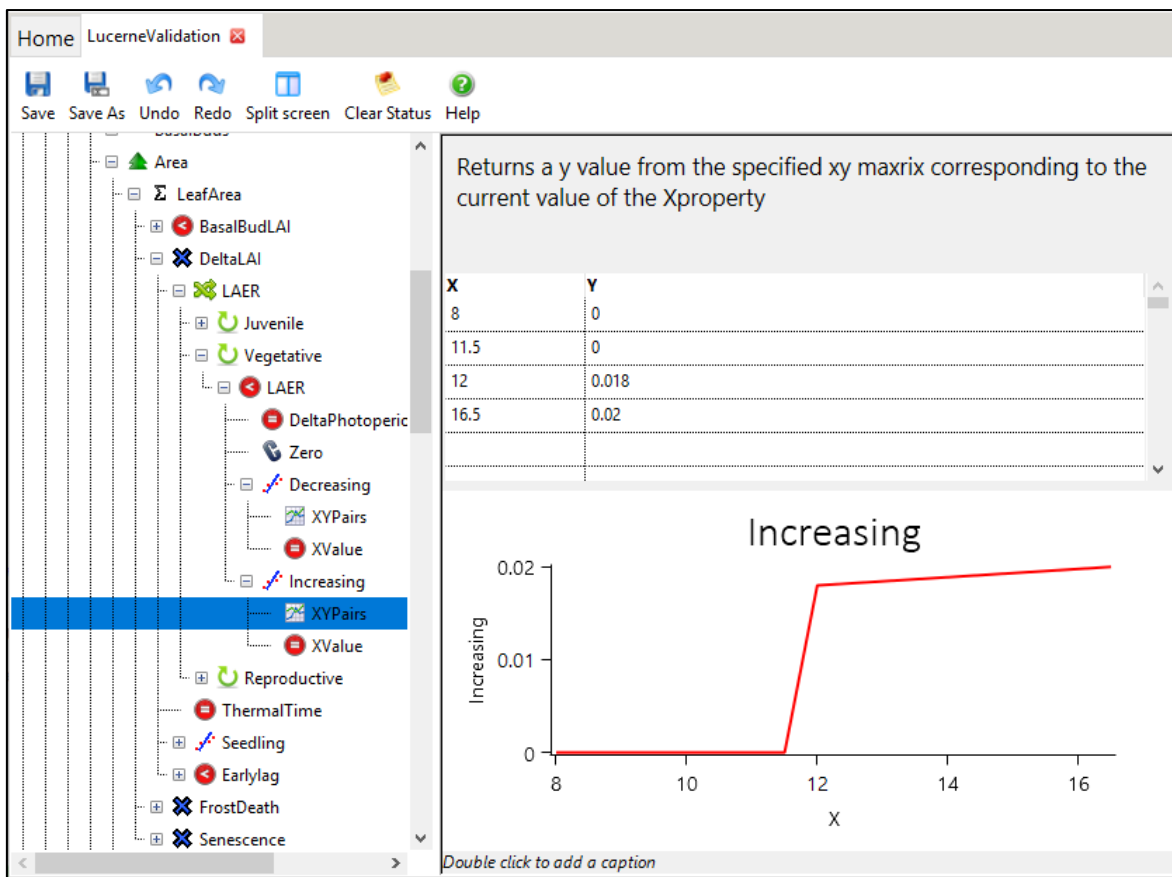 Home LucerneValidation
Save Save As Undo Redo Split screen Clear Status Help
Area
LeafArea
BasalBudLAI
DeltaLAI
LAER
Juvenile
Vegetative
LAER
DeltaPhotoperic
Zero
Decreasing
XYPairs
XValue
Increasing
XYPairs
XValue
Reproductive
ThermalTime
Seedling
Earlylag
FrostDeath
Senescence
Returns a y value from the specified xy maxrix corresponding to the
current value of the Xproperty
X Y
8 0
11.5 0
12 0.018
16.5 0.02
Increasing
Increasing
0.02
0.01
0
8 10 12 14 16
X
Double click to add a caption